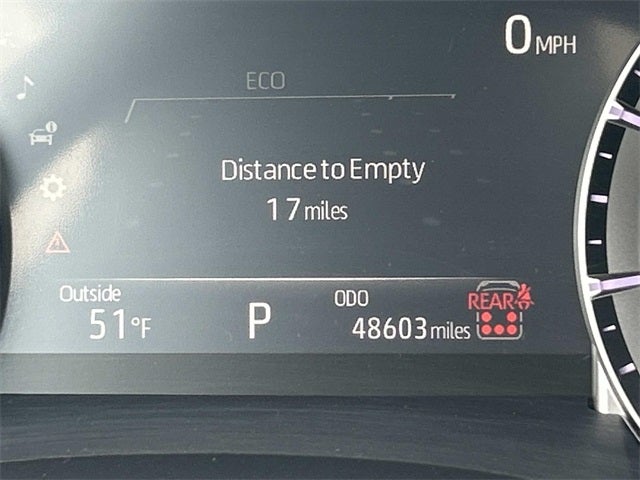 0 MPH
ECO
Distance to Empty
17 miles
Outside
51°F
P
ODO
48603 miles
REAR